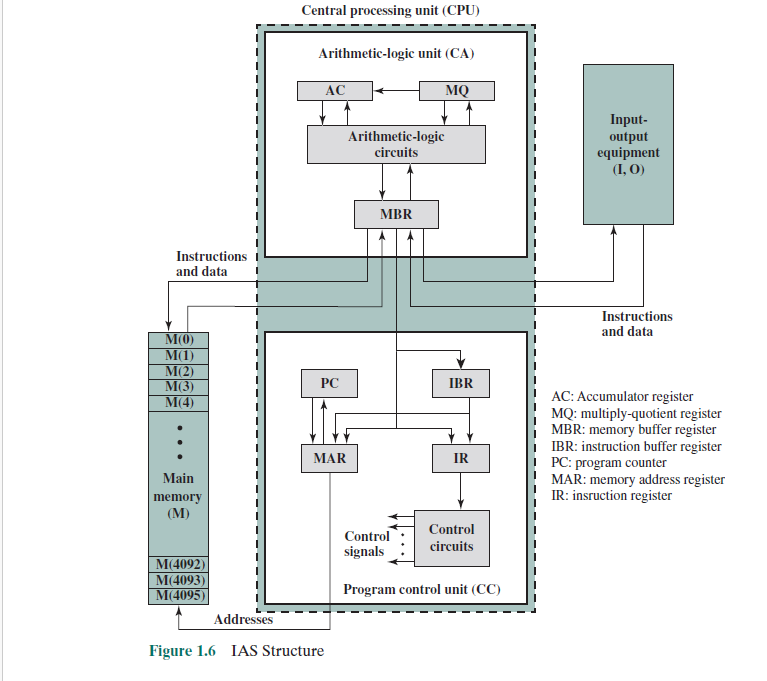 Central processing unit (CPU)
Arithmetic-logic unit (CA)
AC
MQ
Arithmetic-logic
circuits
MBR
Input-
output
equipment
(I, O)
Instructions
and data
Instructions
and data
M(0)
M(1)
M(2)
M(3)
M(4)
Main
memory
(M)
M(4092)
M(4093)
M(4095)
PC
IBR
MAR
IR
Control
signals
Control
circuits
Program control unit (CC)
Addresses
AC: Accumulator register
MQ: multiply-quotient register
MBR: memory buffer register
IBR: instruction buffer register
PC: program counter
MAR: memory address register
IR: insruction register
Figure 1.6 IAS Structure